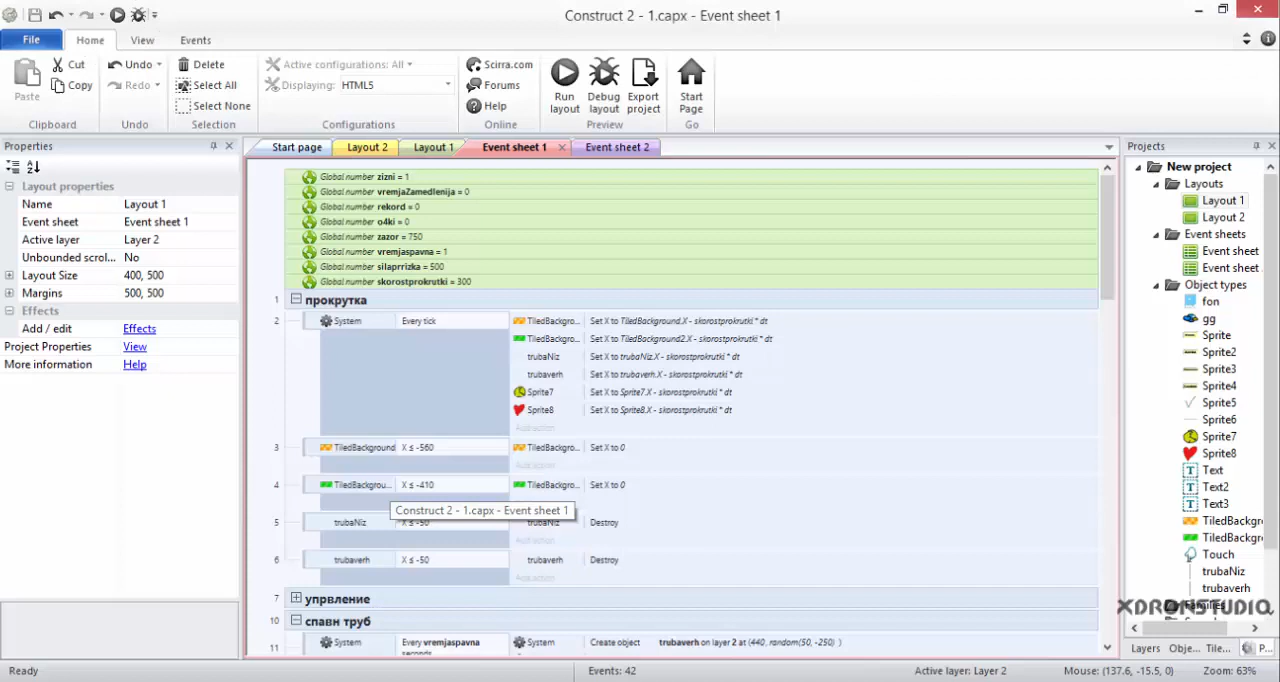 Construct 2 - 1.capx - Event sheet 1
File Home View Events
Paste
Cut
Copy
Clipboard
Undo
Redo
Undo
Delete
Select All
Select None
Selection
Active configurations: All
Displaying: HTML5
Configurations
Scirra.com
Forums
Help
Online
Run layout
Debug layout
Export project
Preview
Start Page
Go
Properties
Layout properties
Name Layout 1
Event sheet Event sheet 1
Active layer Layer 2
Unbounded scrol... No
Layout Size 400, 500
Margins 500, 500
Effects
Add / edit Effects
Project Properties View
More information Help
Start page Layout 2 Layout 1 Event sheet 1 Event sheet 2
Global number zizni = 1
Global number vremjaZamedlenija = 0
Global number rekord = 0
Global number o4ki = 0
Global number zazor = 750
Global number vremjaspavna = 1
Global number silaprrizka = 500
Global number skorostprokrutki = 300
1 прокрутка
2 System Every tick TiledBackgro... Set X to TiledBackground.X - skorostprokrutki * dt
TiledBackgro... Set X to TiledBackground2.X - skorostprokrutki * dt
trubaNiz Set X to trubaNiz.X - skorostprokrutki * dt
trubaverh Set X to trubaverh.X - skorostprokrutki * dt
Sprite7 Set X to Sprite7.X - skorostprokrutki * dt
Sprite8 Set X to Sprite8.X - skorostprokrutki * dt
Add action
3 TiledBackground X ≤ -560 TiledBackgro... Set X to 0
Add action
4 TiledBackgrou... X ≤ -410 TiledBackgro... Set X to 0
Construct 2 - 1.capx - Event sheet 1
5 trubaNiz X ≤ -50 trubaNiz Destroy
Add action
6 trubaverh X ≤ -50 trubaverh Destroy
Add action
7 упрвление
10 спавн труб
11 System Every vremjaspavna seconds System Create object trubaverh on layer 2 at (440, random(50, -250) )
Projects
New project
Layouts
Layout 1
Layout 2
Event sheets
Event sheet
Event sheet
Object types
fon
gg
Sprite
Sprite2
Sprite3
Sprite4
Sprite5
Sprite6
Sprite7
Sprite8
Text
Text2
Text3
TiledBackgr
TiledBackgr
Touch
trubaNiz
trubaverh
Families
XDRONSTUDIO
Layers Obje... Tile... P...
Ready Events: 42 Active layer: Layer 2 Mouse: (137.6, -15.5, 0) Zoom: 63%